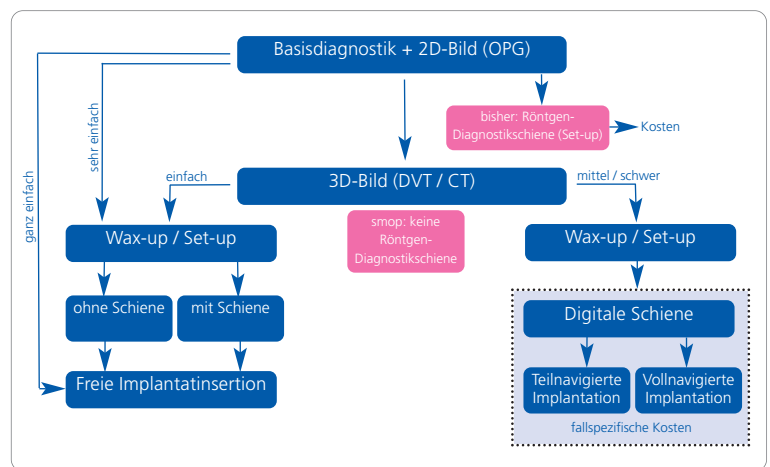 Basisdiagnostik + 2D-Bild (OPG)
bisher: Röntgen-
Diagnostikschiene (Set-up)
Kosten
sehr einfach
ganz einfach
einfach
3D-Bild (DVT / CT)
mittel / schwer
smop: keine
Röntgen-
Diagnostikschiene
Wax-up / Set-up
Wax-up / Set-up
ohne Schiene
mit Schiene
Freie Implantatinsertion
Digitale Schiene
Teilnavigierte
Implantation
Vollnavigierte
Implantation
fallspezifische Kosten